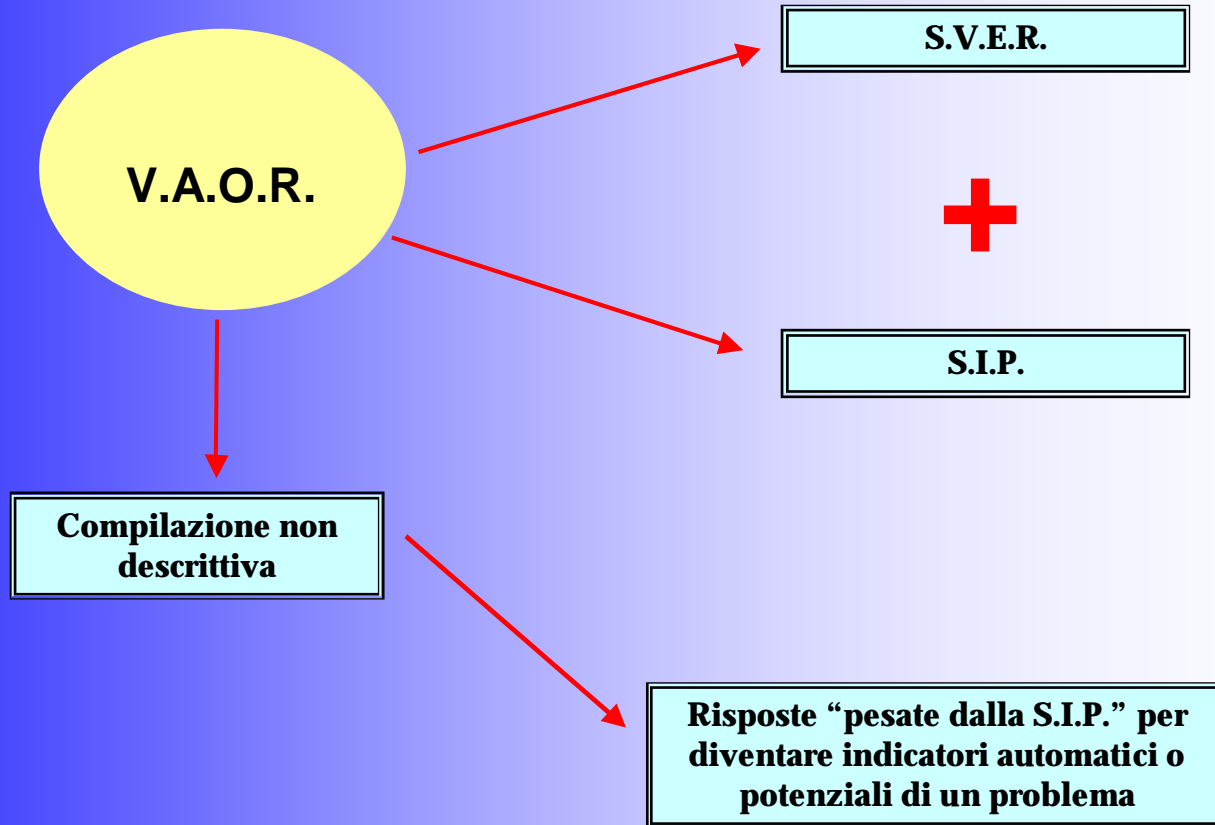 S.V.E.R.
V.A.O.R.
S.I.P.
Compilazione non
descrittiva
Risposte “pesate dalla S.I.P.” per
diventare indicatori automatici o
potenziali di un problema